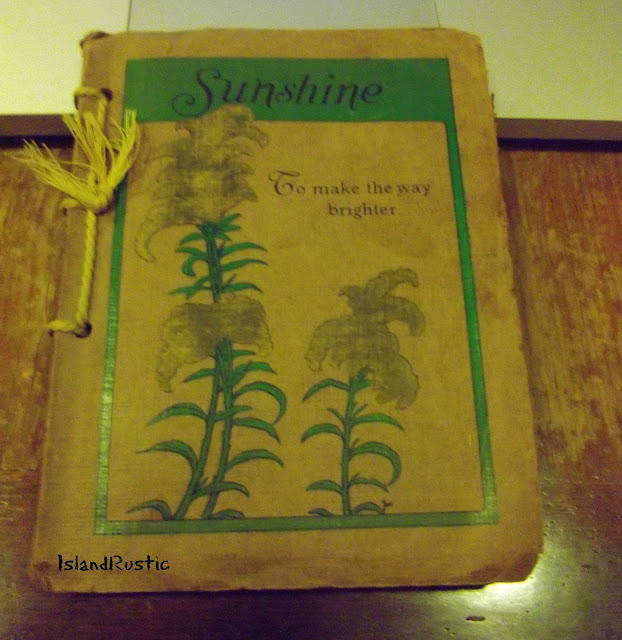 Sunshine
To make the way
brighter
IslandRustic